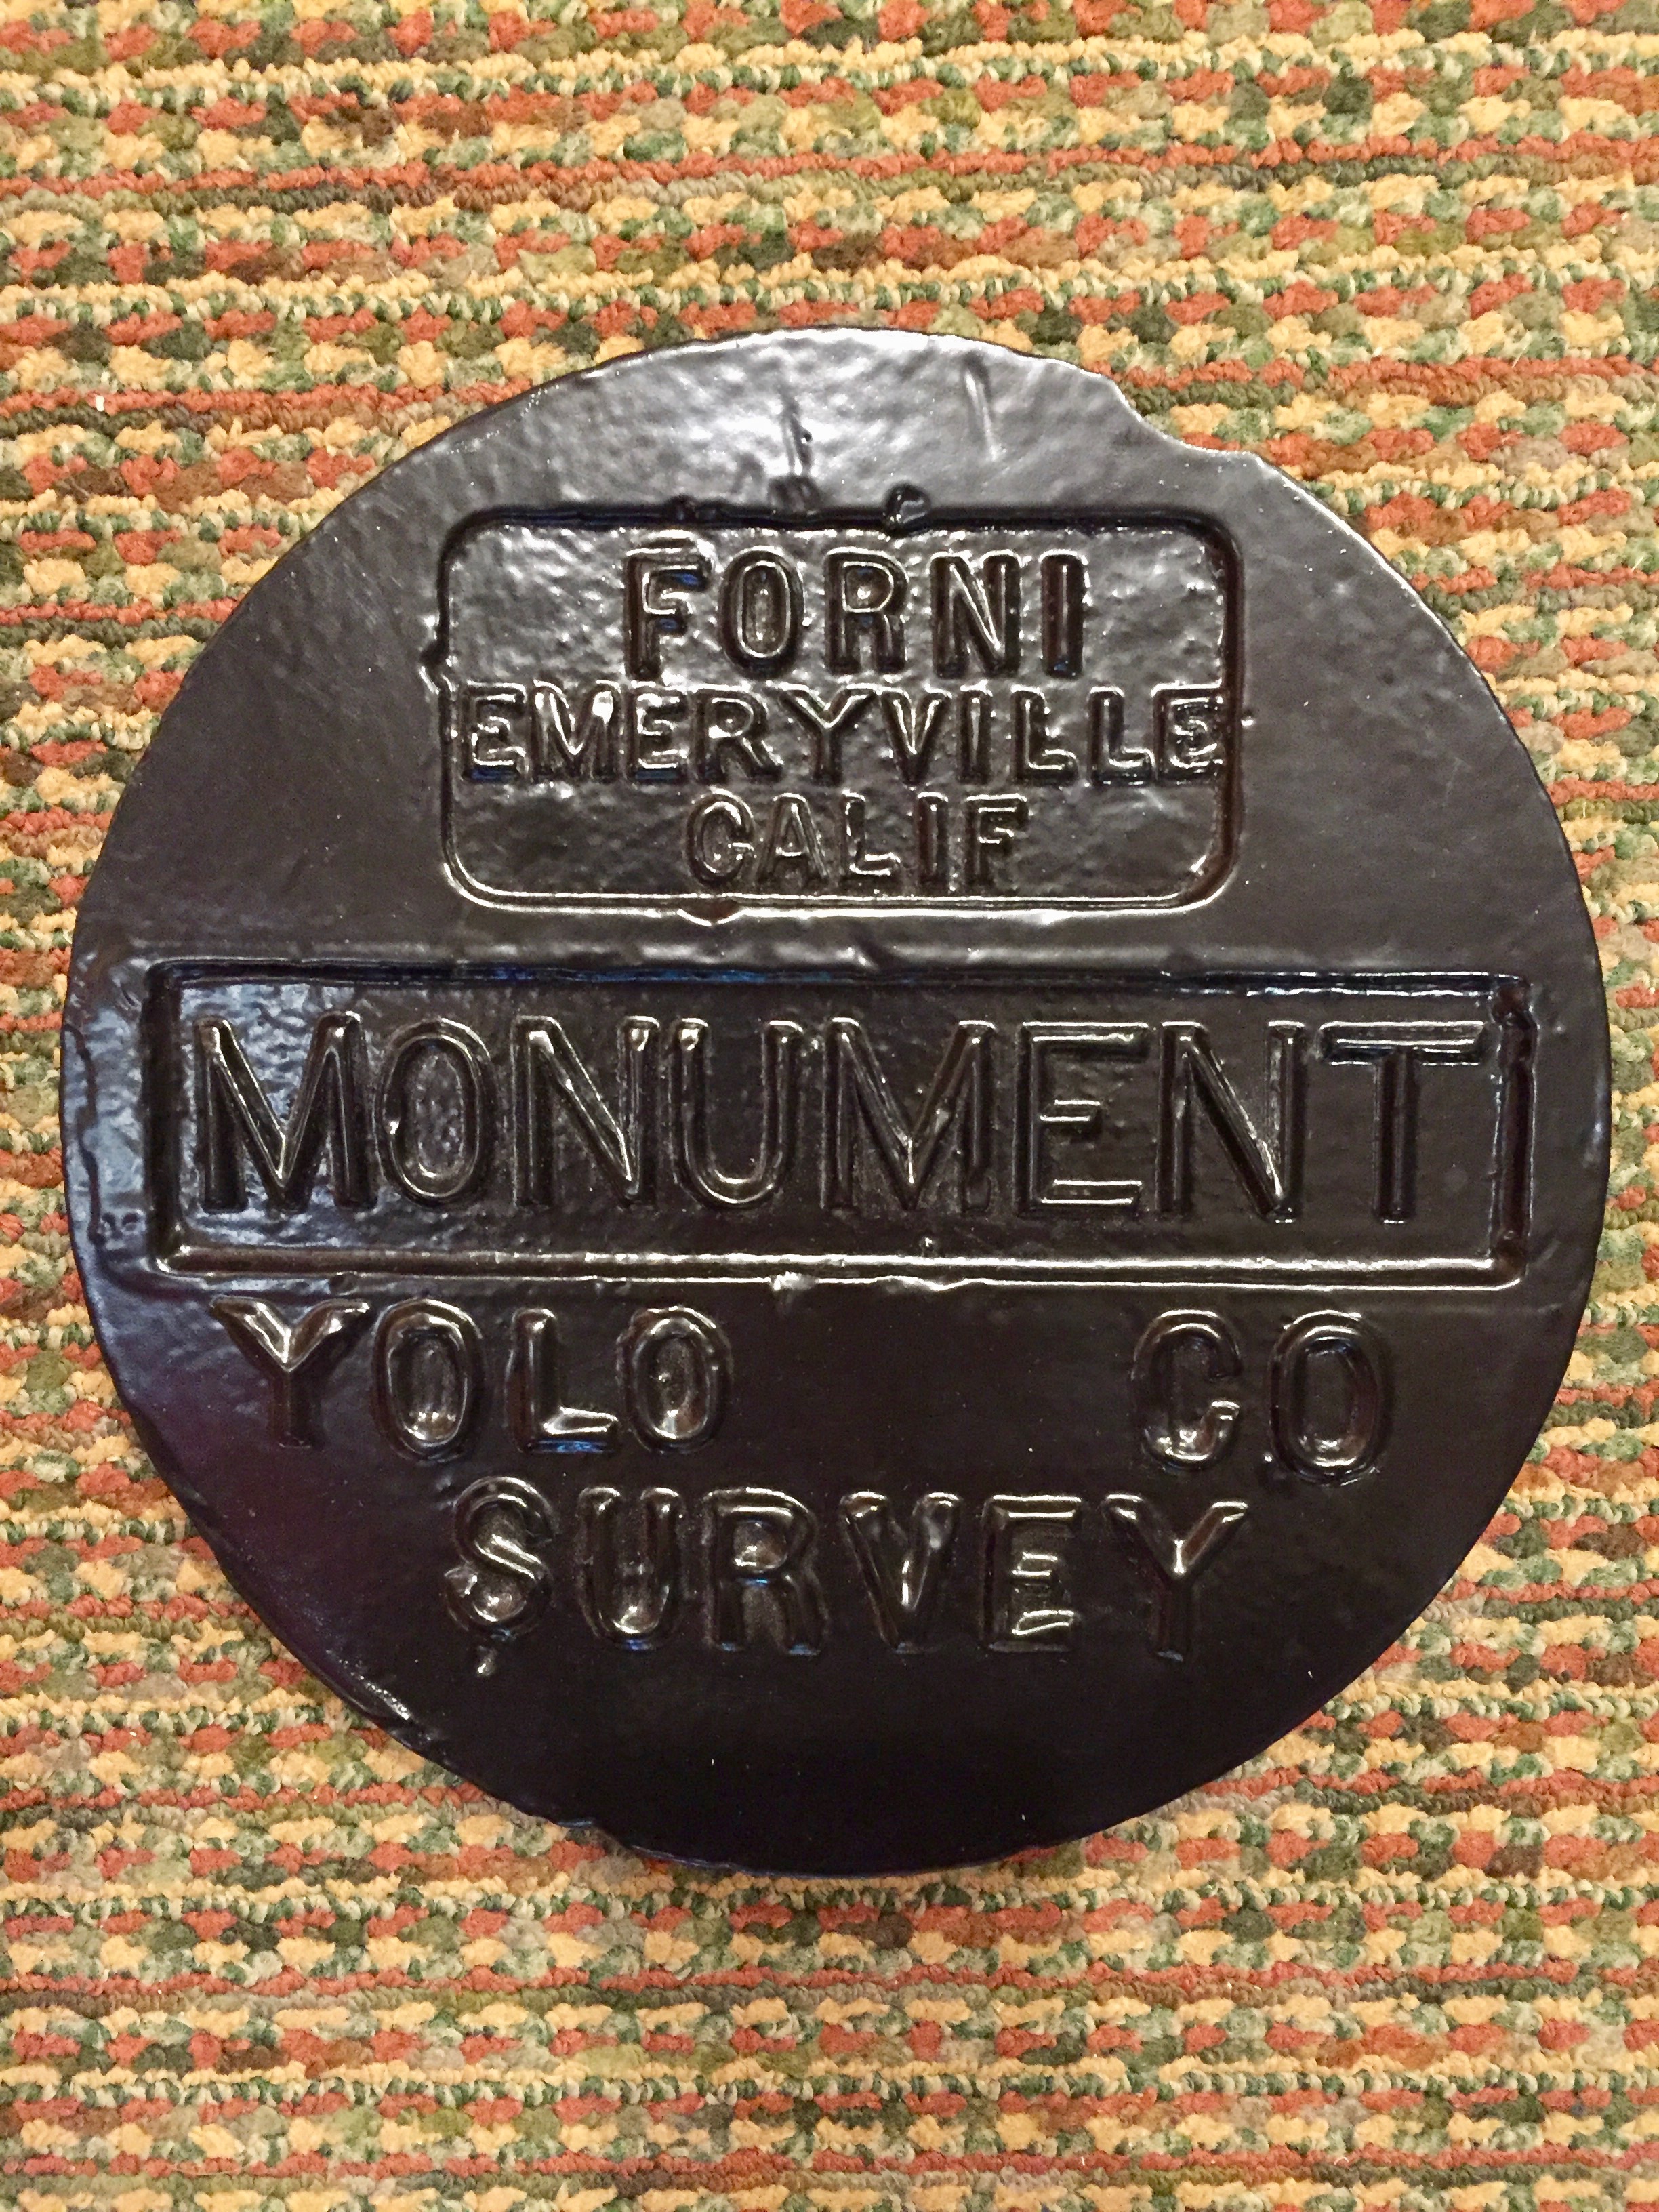 FORNI
EMERYVILLE
CALIF
MONUMENT
YOLO CO
SURVEY